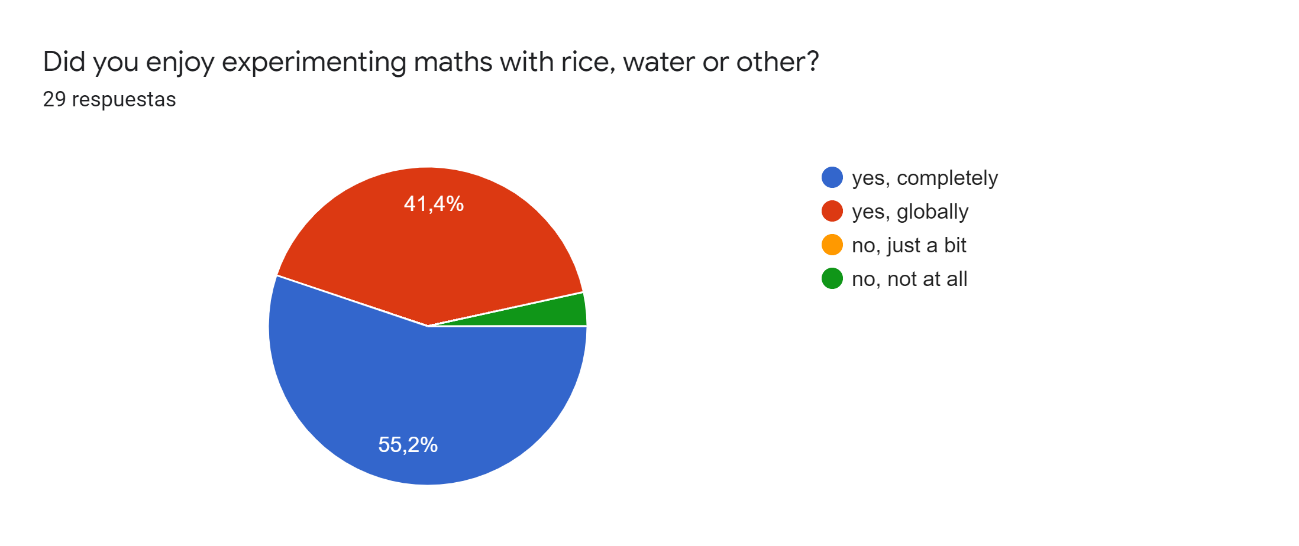 Did you enjoy experimenting maths with rice, water or other?
29 respuestas
41,4%
55,2%
yes, completely
yes, globally
no, just a bit
no, not at all